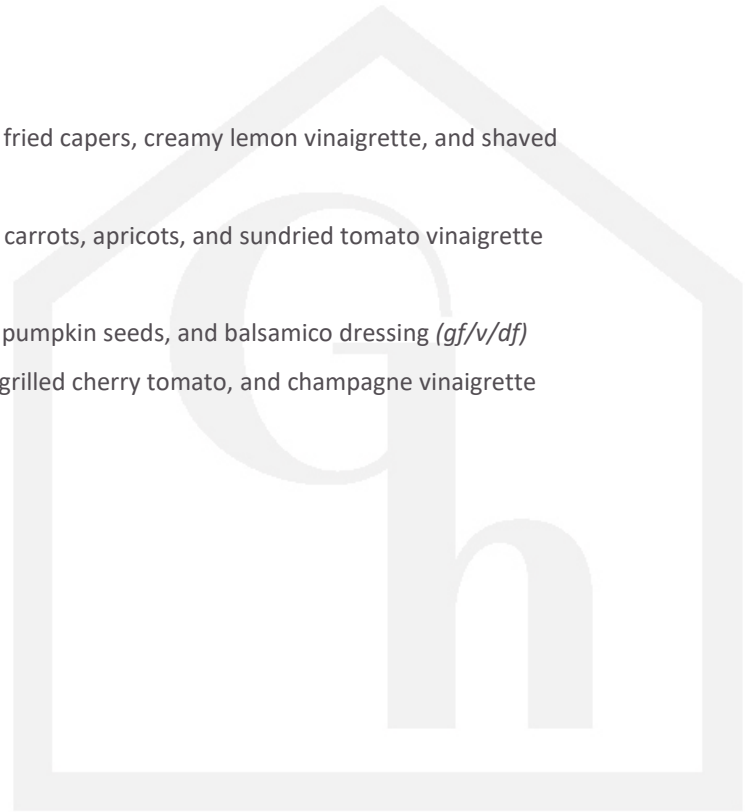 fried capers, creamy lemon vinaigrette, and shaved
carrots, apricots, and sundried tomato vinaigrette
pumpkin seeds, and balsamico dressing (gf/v/df)
grilled cherry tomato, and champagne vinaigrette
Gh